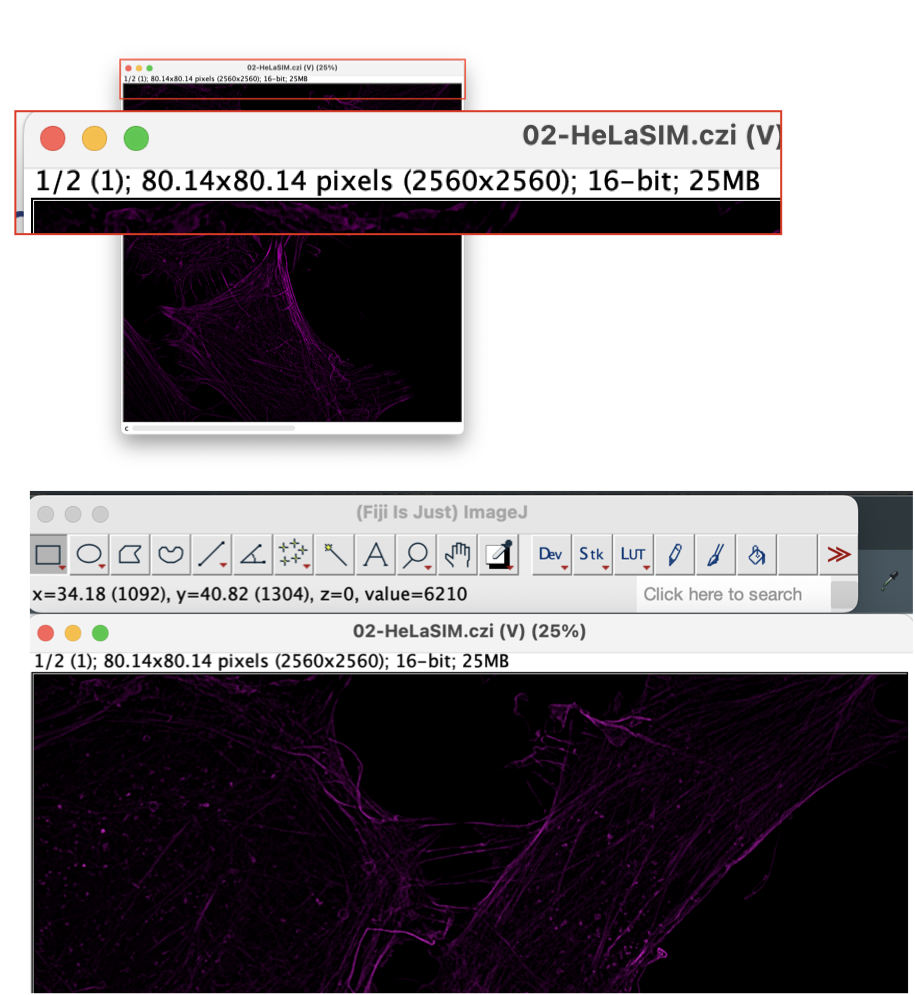 02-HeLaSIM.czi (V) (25%)
1/2 (1); 80.14x80.14 pixels (2560x2560); 16-bit; 25MB
02-HeLaSIM.czi (V)
1/2 (1); 80.14x80.14 pixels (2560x2560); 16-bit; 25MB
c
(Fiji Is Just) ImageJ
A Dev Stk LUT
x=34.18 (1092), y=40.82 (1304), z=0, value=6210 Click here to search
02-HeLaSIM.czi (V) (25%)
1/2 (1); 80.14x80.14 pixels (2560x2560); 16-bit; 25MB